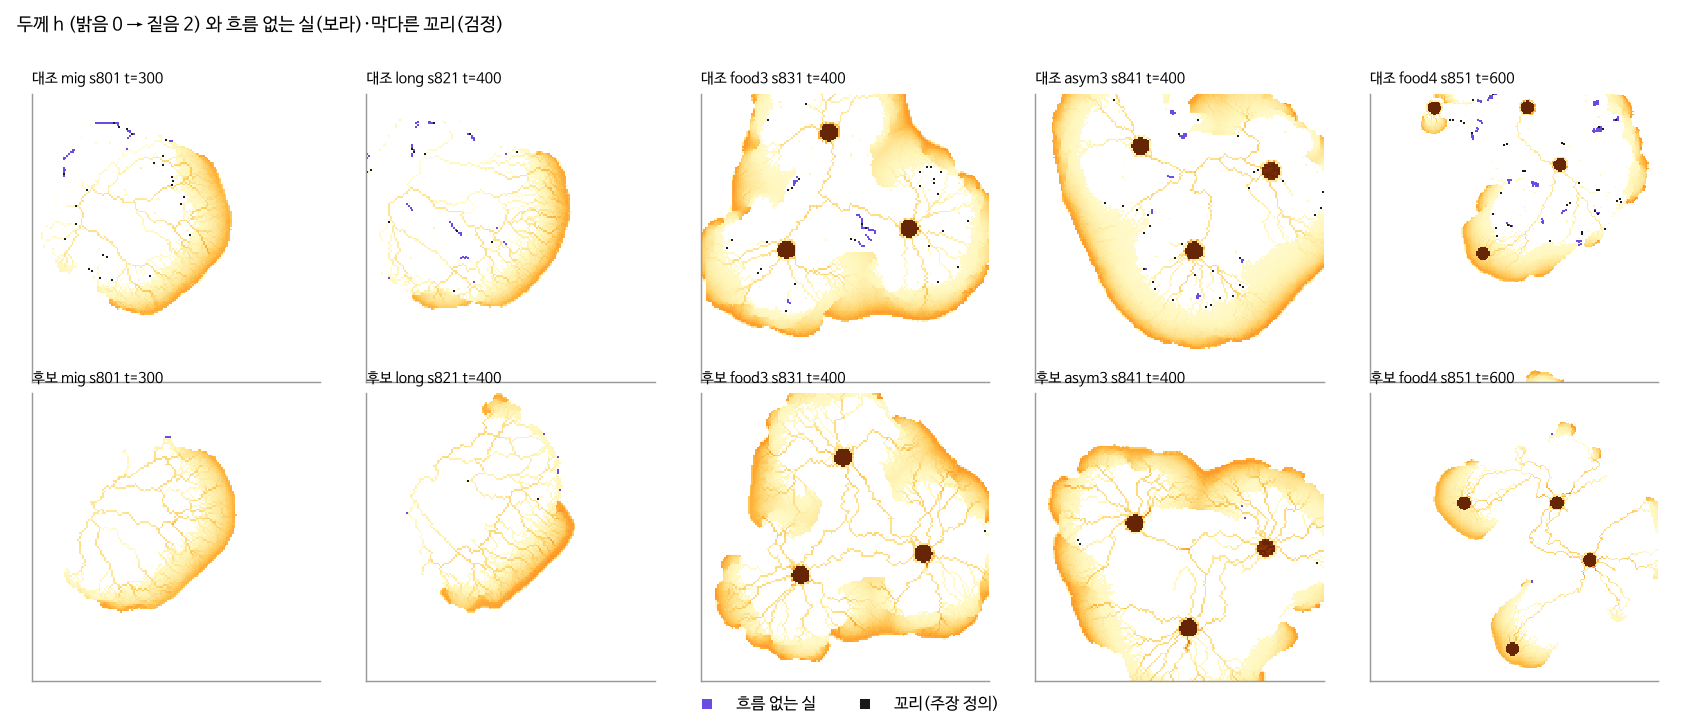 두께 h (밝음 0 → 짙음 2) 와 흐름 없는 실(보라)·막다른 꼬리(검정)
대조 mig s801 t=300
대조 long s821 t=400
대조 food3 s831 t=400
대조 asym3 s841 t=400
대조 food4 s851 t=600
후보 mig s801 t=300
후보 long s821 t=400
후보 food3 s831 t=400
후보 asym3 s841 t=400
후보 food4 s851 t=600
흐름 없는 실
꼬리(주장 정의)